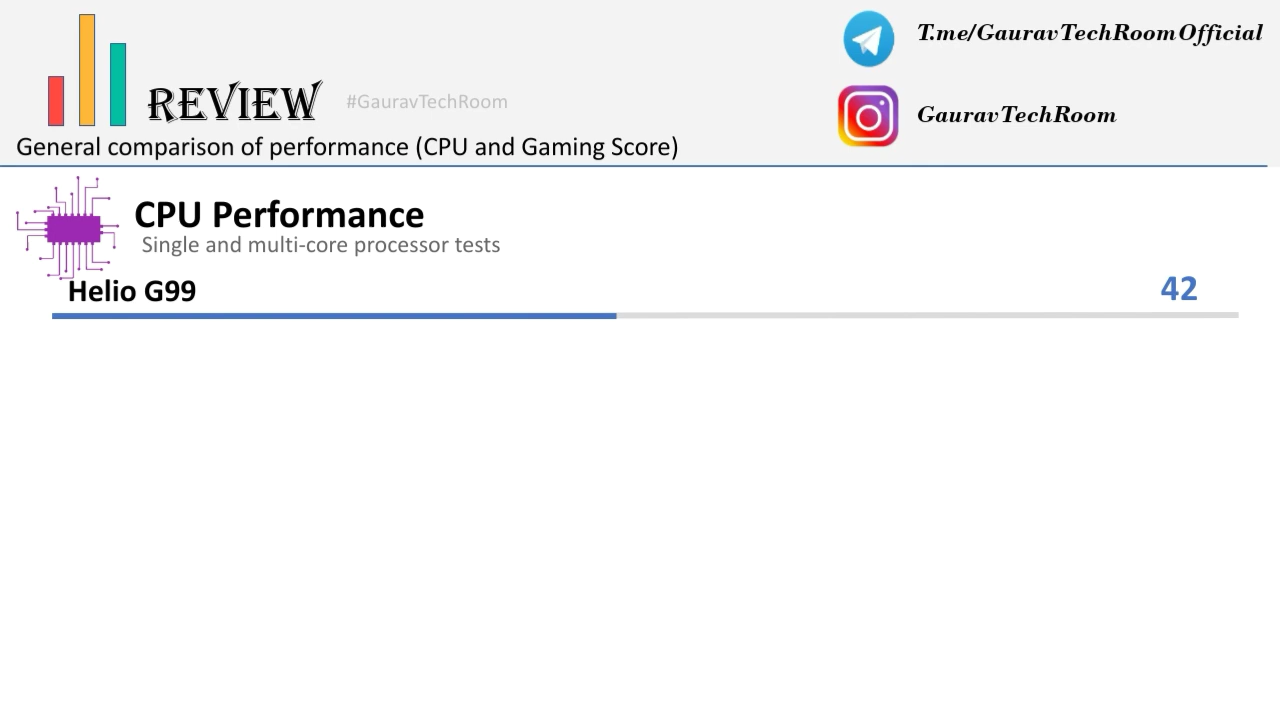 T.me/GauravTechRoomOfficial
REVIEW
#GauravTechRoom
GauravTechRoom
General comparison of performance (CPU and Gaming Score)
CPU Performance
Single and multi-core processor tests
Helio G99
42